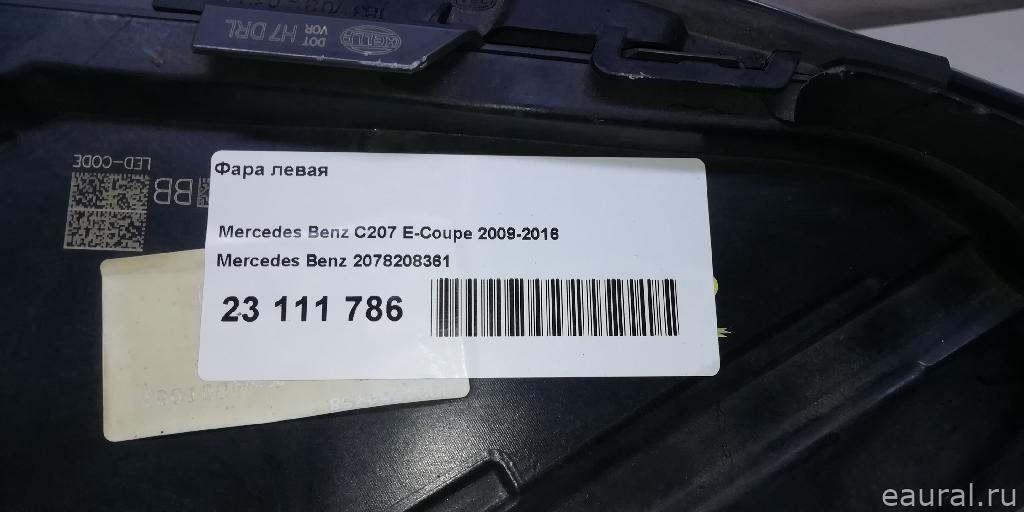 DOT H7 DRL
VOR
HELLA
LED-CODE
BB
Фара левая
Mercedes Benz C207 E-Coupe 2009-2016
Mercedes Benz 2078208361
23 111 786
eaural.ru